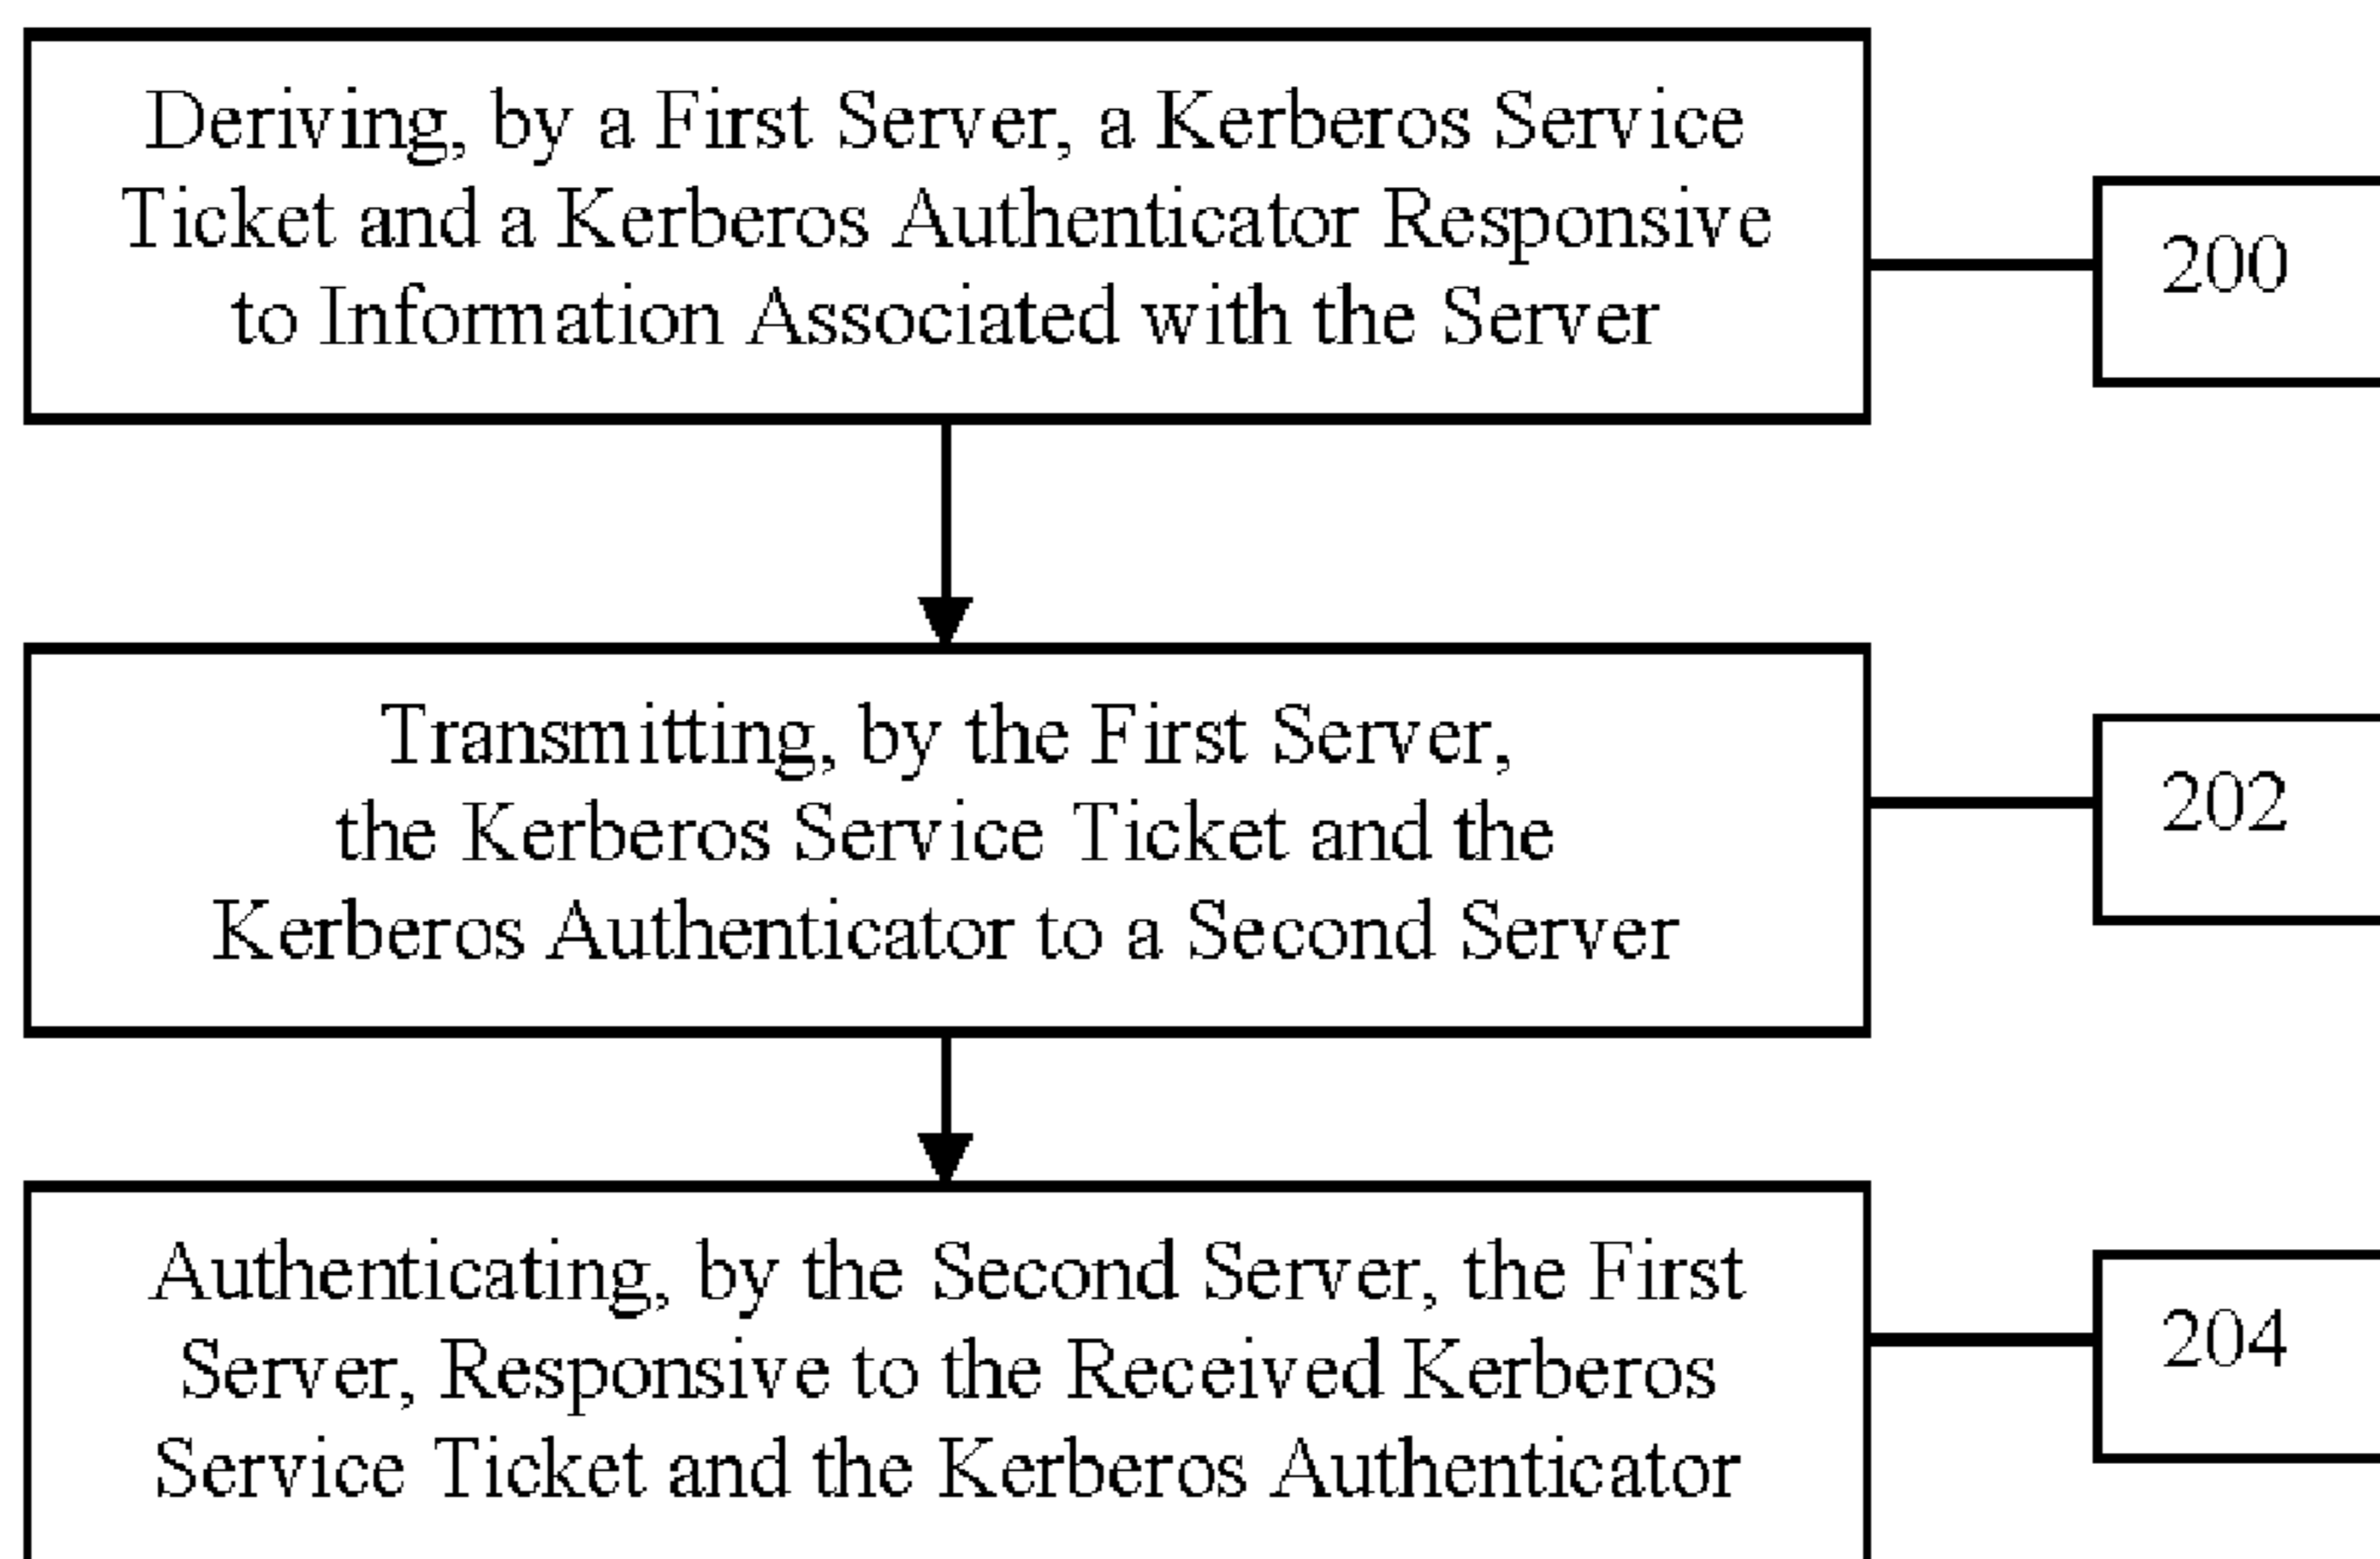 Deriving, by a First Server, a Kerberos Service
Ticket and a Kerberos Authenticator Responsive
to Information Associated with the Server
200
Transmitting, by the First Server,
the Kerberos Service Ticket and the
Kerberos Authenticator to a Second Server
202
Authenticating, by the Second Server, the First
Server, Responsive to the Received Kerberos
Service Ticket and the Kerberos Authenticator
204